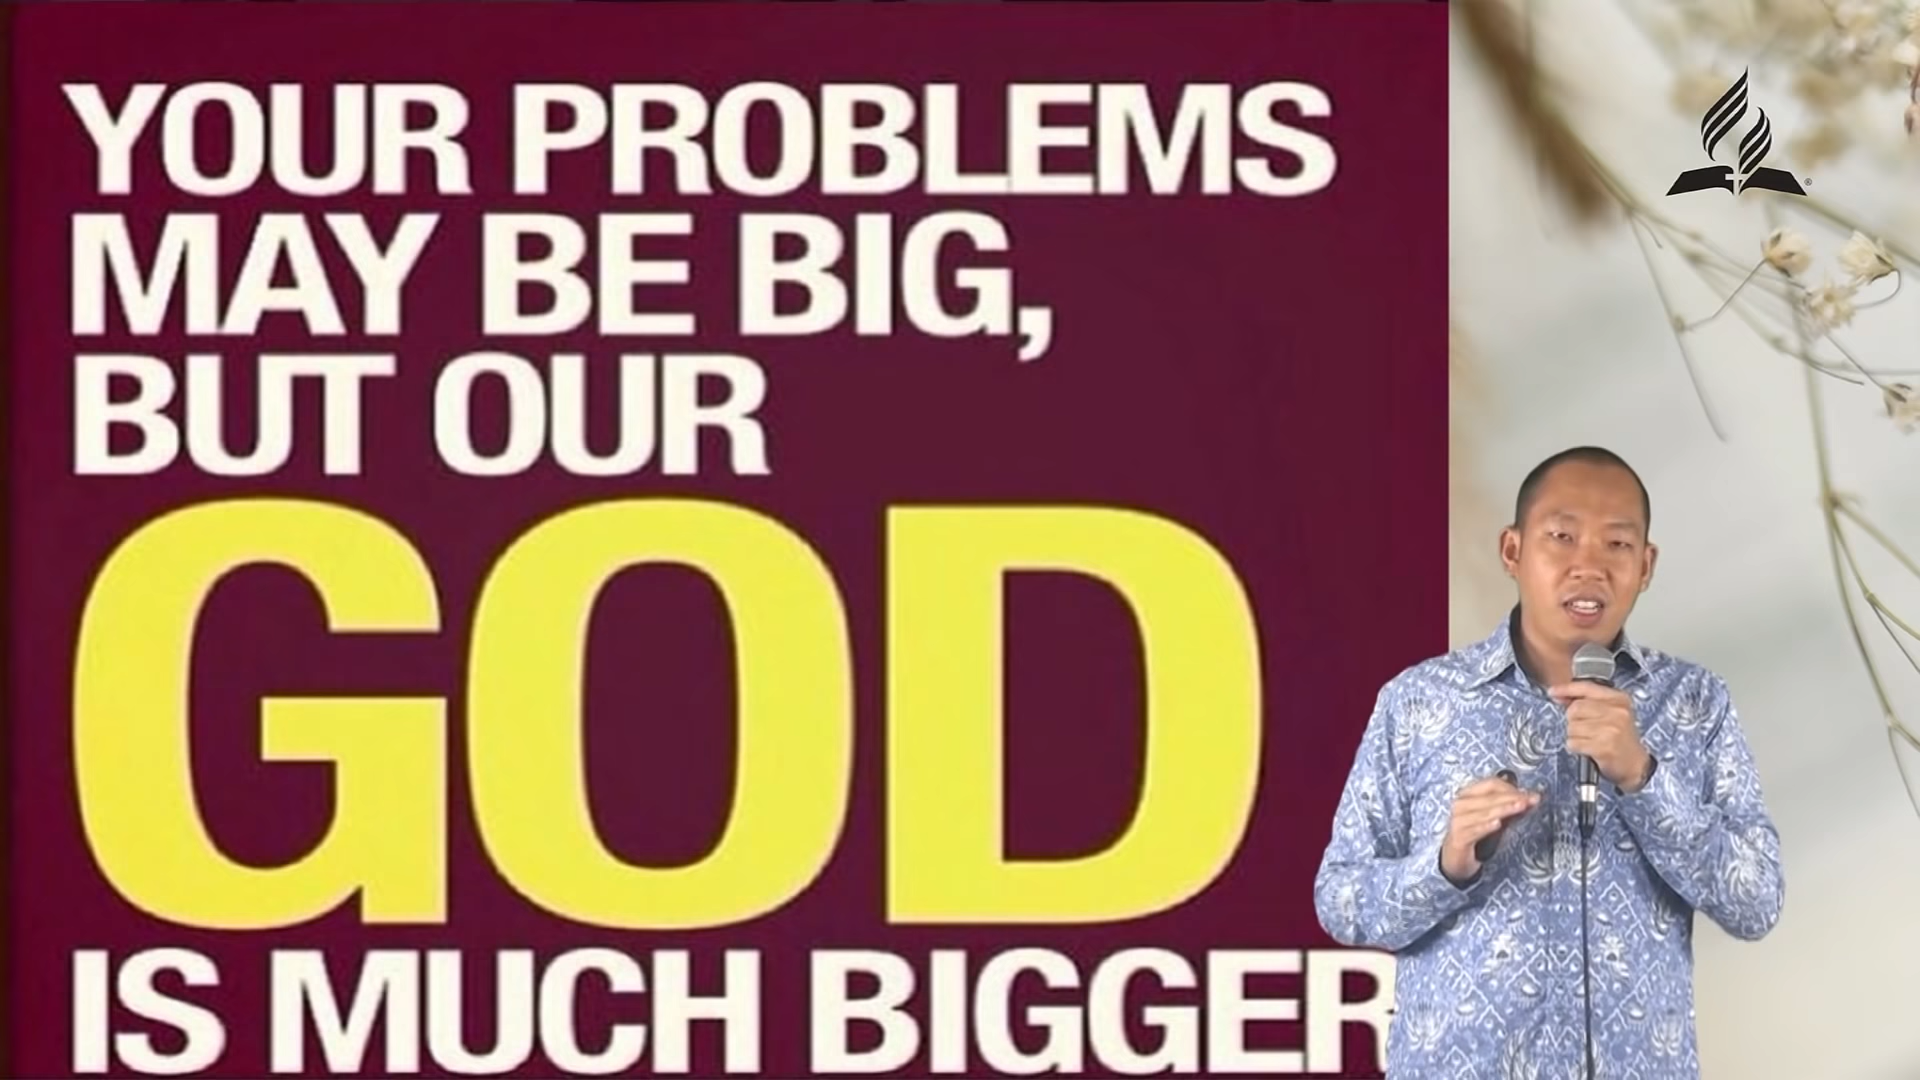 YOUR PROBLEMS
MAY BE BIG,
BUT OUR
GOD
IS MUCH BIGGER